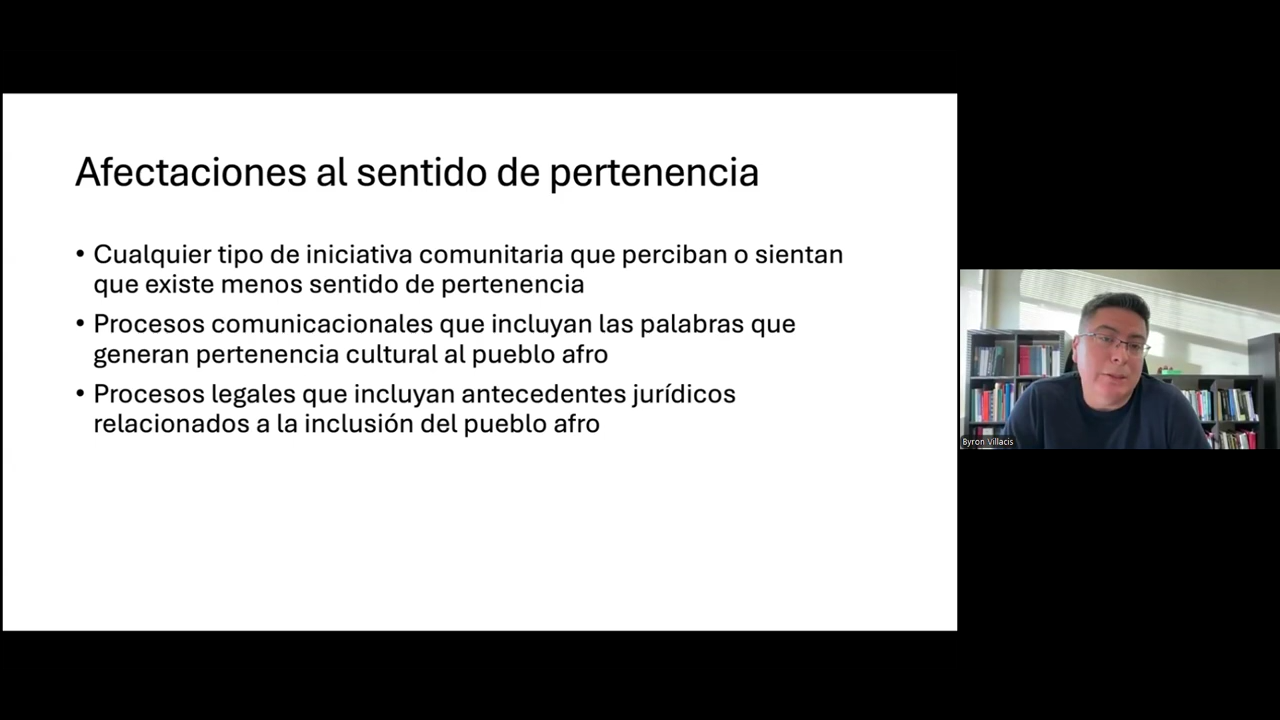 Afectaciones al sentido de pertenencia
• Cualquier tipo de iniciativa comunitaria que perciban o sientan
que existe menos sentido de pertenencia
• Procesos comunicacionales que incluyan las palabras que
generan pertenencia cultural al pueblo afro
• Procesos legales que incluyan antecedentes jurídicos
relacionados a la inclusión del pueblo afro
Byron Villacis